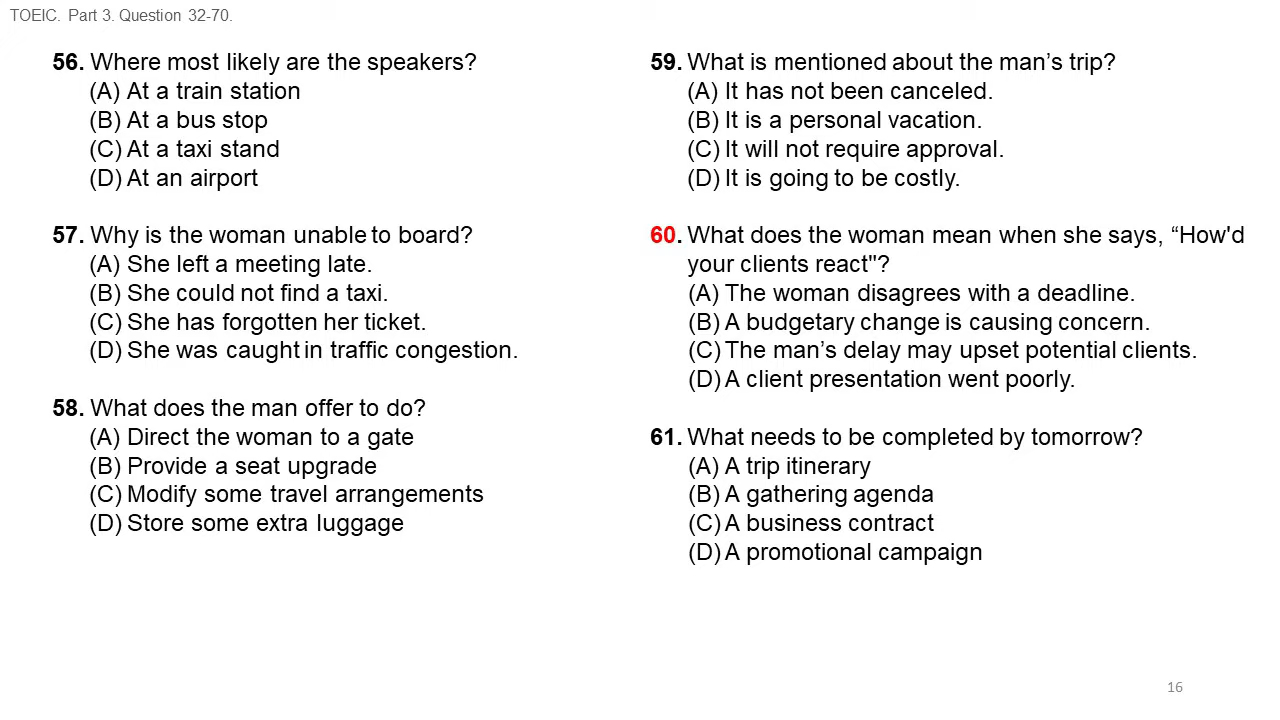 TOEIC. Part 3. Question 32-70.
56. Where most likely are the speakers?
(A) At a train station
(B) At a bus stop
(C) At a taxi stand
(D) At an airport
57. Why is the woman unable to board?
(A) She left a meeting late.
(B) She could not find a taxi.
(C) She has forgotten her ticket.
(D) She was caught in traffic congestion.
58. What does the man offer to do?
(A) Direct the woman to a gate
(B) Provide a seat upgrade
(C) Modify some travel arrangements
(D) Store some extra luggage
59. What is mentioned about the man’s trip?
(A) It has not been canceled.
(B) It is a personal vacation.
(C) It will not require approval.
(D) It is going to be costly.
60. What does the woman mean when she says, “How'd
your clients react"?
(A) The woman disagrees with a deadline.
(B) A budgetary change is causing concern.
(C) The man’s delay may upset potential clients.
(D) A client presentation went poorly.
61. What needs to be completed by tomorrow?
(A) A trip itinerary
(B) A gathering agenda
(C) A business contract
(D) A promotional campaign
16